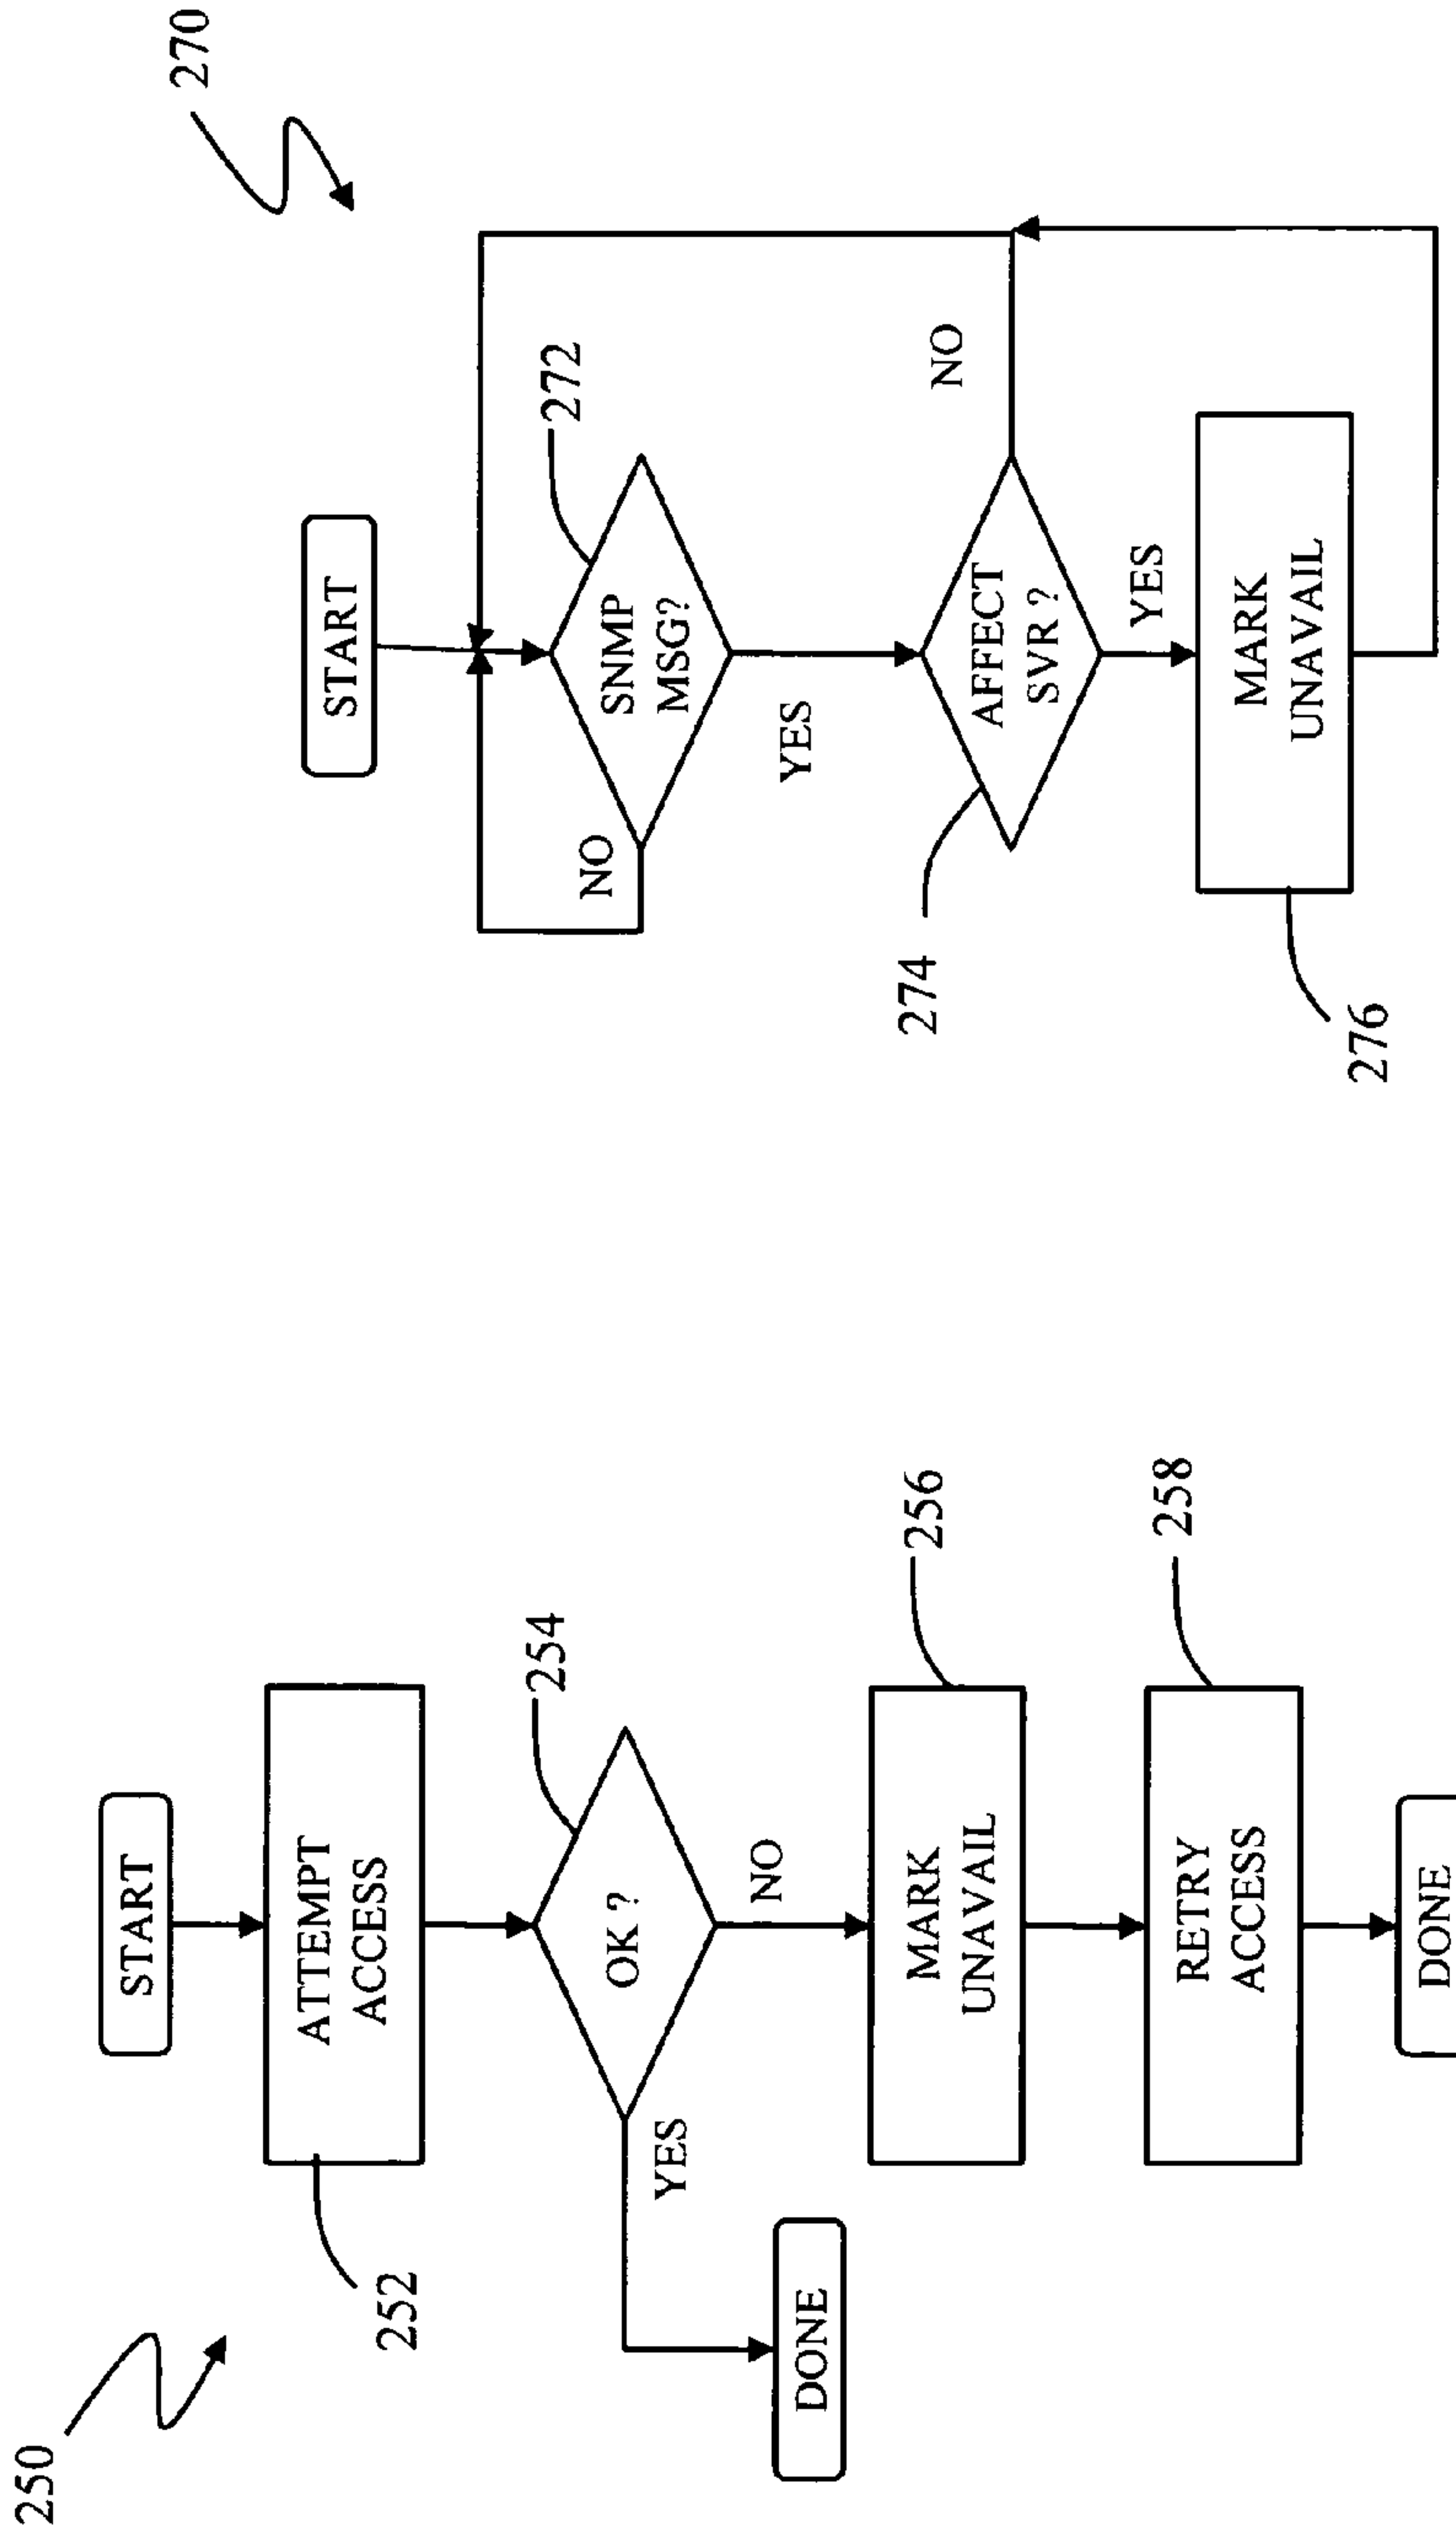 250
START
252
ATTEMPT
ACCESS
254
OK ?
YES
NO
DONE
256
MARK
UNAVAIL
258
RETRY
ACCESS
DONE
270
START
272
SNMP
MSG?
NO
YES
274
AFFECT
SVR ?
NO
YES
276
MARK
UNAVAIL